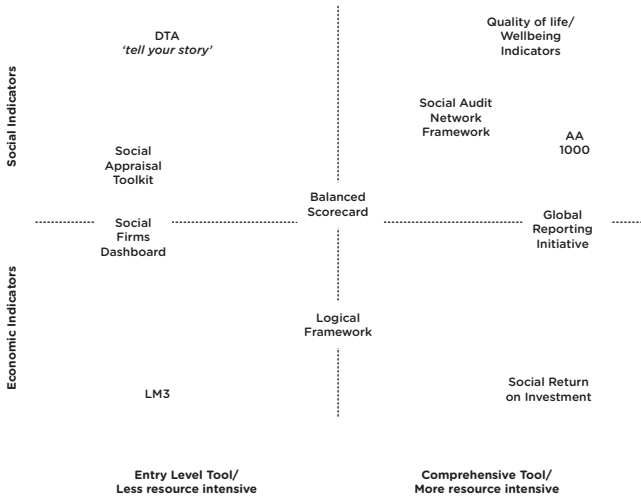 DTA
‘tell your story’
Quality of life/
Wellbeing
Indicators
Social Indicators
Social Audit
Network
Framework
AA
1000
Social
Appraisal
Toolkit
Balanced
Scorecard
Social
Firms
Dashboard
Global
Reporting
Initiative
Economic Indicators
Logical
Framework
LM3
Social Return
on Investment
Entry Level Tool/
Less resource intensive
Comprehensive Tool/
More resource intensive